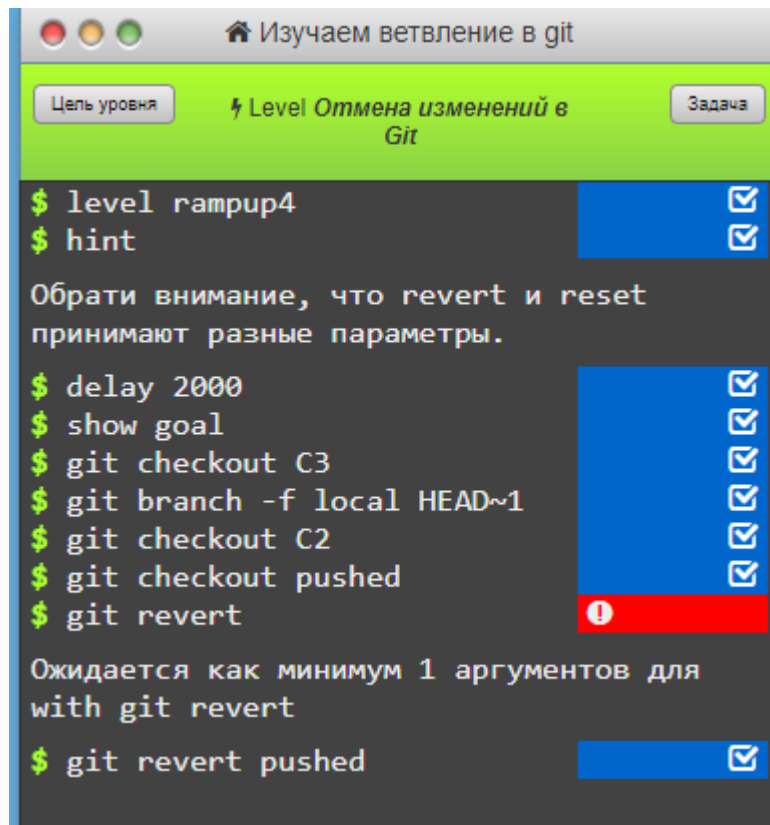 Изучаем ветвление в git
Цель уровня
Level Отмена изменений в
Git
Задача
$ level rampup4
$ hint
Обрати внимание, что revert и reset
принимают разные параметры.
$ delay 2000
$ show goal
$ git checkout C3
$ git branch -f local HEAD~1
$ git checkout C2
$ git checkout pushed
$ git revert
Ожидается как минимум 1 аргументов для
with git revert
$ git revert pushed